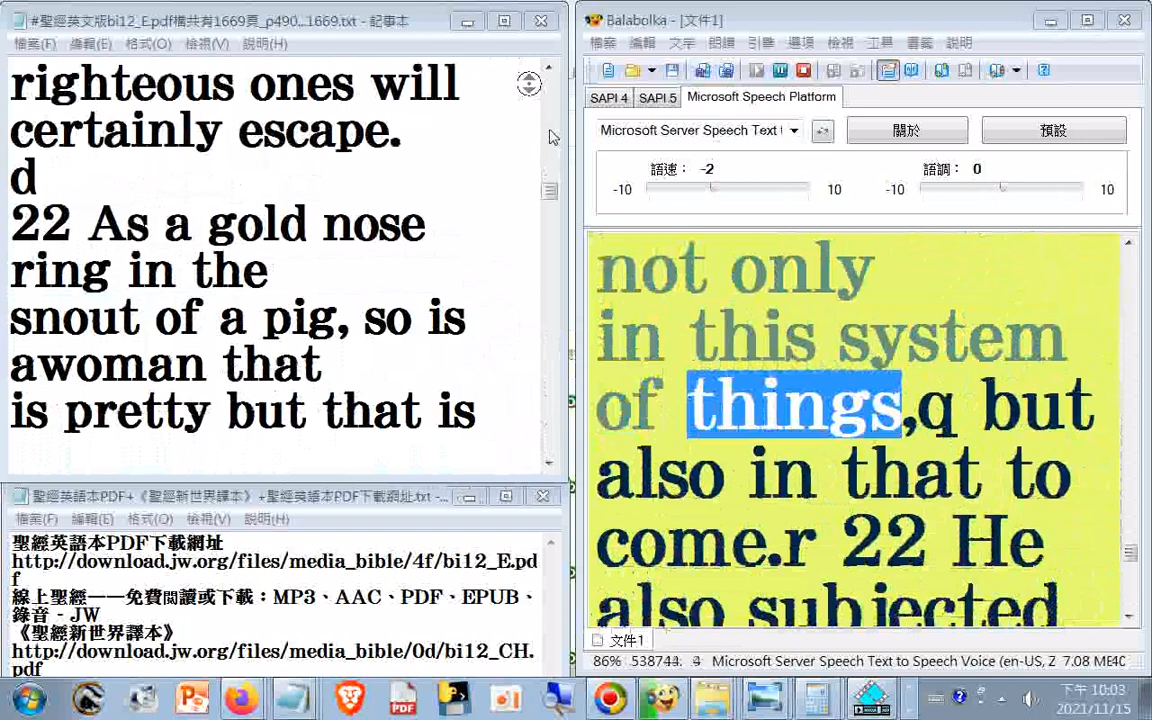 #聖經英文版bi12_E.pdf橫共有1669頁_p490...1669.txt - 記事本
檔案(F) 編輯(E) 格式(O) 檢視(V) 說明(H)
righteous ones will
certainly escape.
d
22 As a gold nose
ring in the
snout of a pig, so is
awoman that
is pretty but that is
聖經英語本PDF+《聖經新世界譯本》+聖經英語本PDF下載網址.txt -...
檔案(F) 編輯(E) 格式(O) 檢視(V) 說明(H)
聖經英語本PDF下載網址
http://download.jw.org/files/media_bible/4f/bi12_E.pd
f
線上聖經——免費閱讀或下載：MP3、AAC、PDF、EPUB、
錄音 - JW
《聖經新世界譯本》
http://download.jw.org/files/media_bible/0d/bi12_CH.
pdf
Balabolka - [文件1]
檔案 編輯 文字 朗讀 引擎 選項 檢視 工具 書籤 說明
SAPI 4 SAPI 5 Microsoft Speech Platform
Microsoft Server Speech Text
關於 預設
語速： -2 語調： 0
-10 10 -10 10
not only
in this system
of things,q but
also in that to
come.r 22 He
also subjected
文件1
86% Microsoft Server Speech Text to Speech Voice (en-US, Z 7.08 ME
下午 10:03
2021/11/15